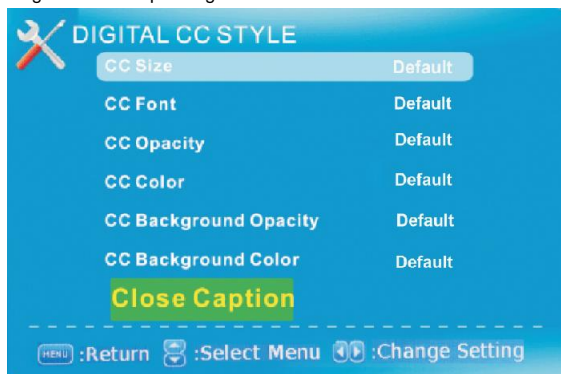 DIGITAL CC STYLE
CC Size Default
CC Font Default
CC Opacity Default
CC Color Default
CC Background Opacity Default
CC Background Color Default
Close Caption
MENU :Return :Select Menu :Change Setting